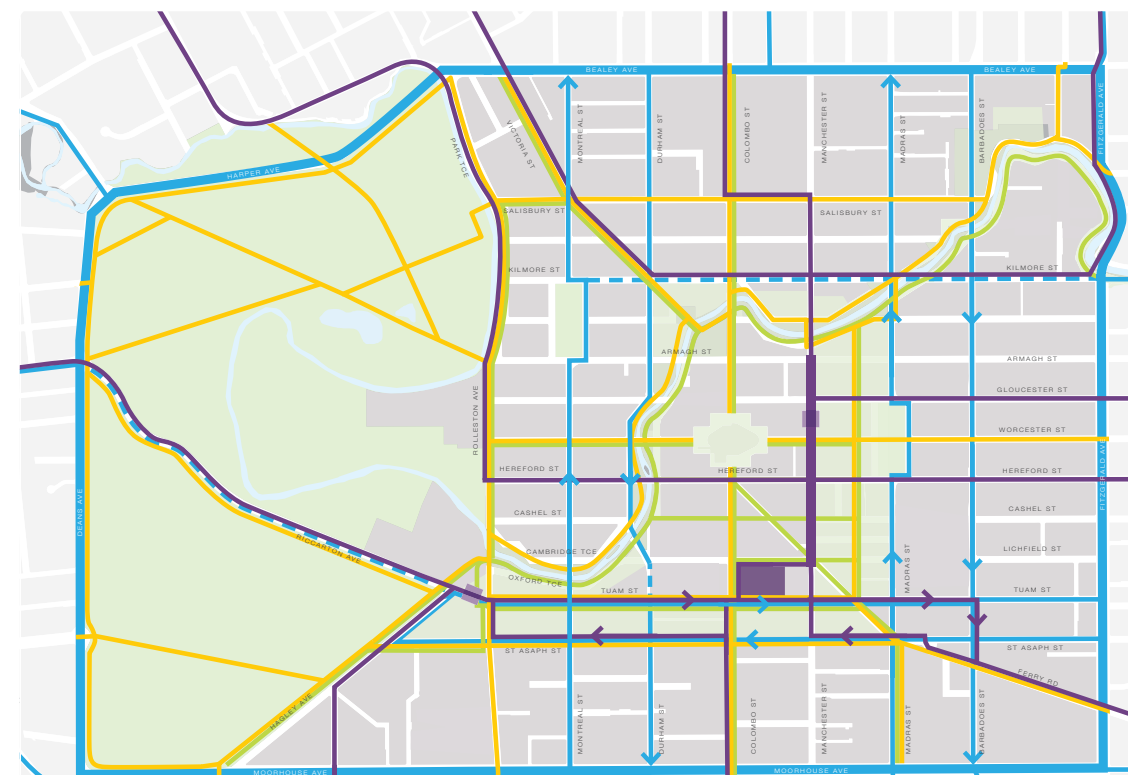 BEALEY AVE
BEALEY AVE
FITZGERALD AVE
PARK TCE
VICTORIA ST
MONTREAL ST
DURHAM ST
COLOMBO ST
MANCHESTER ST
MADRAS ST
BARBADOES ST
HARPER AVE
SALISBURY ST
SALISBURY ST
KILMORE ST
KILMORE ST
ARMAGH ST
ARMAGH ST
GLOUCESTER ST
ROLLESTON AVE
WORCESTER ST
HEREFORD ST
HEREFORD ST
HEREFORD ST
FITZGERALD AVE
DEANS AVE
CASHEL ST
CASHEL ST
RICCARTON AVE
CAMBRIDGE TCE
LICHFIELD ST
MADRAS ST
OXFORD TCE
TUAM ST
TUAM ST
ST ASAPH ST
ST ASAPH ST
FERRY RD
HAGLEY AVE
MONTREAL ST
DURHAM ST
COLOMBO ST
MANCHESTER ST
MADRAS ST
BARBADOES ST
MOORHOUSE AVE
MOORHOUSE AVE